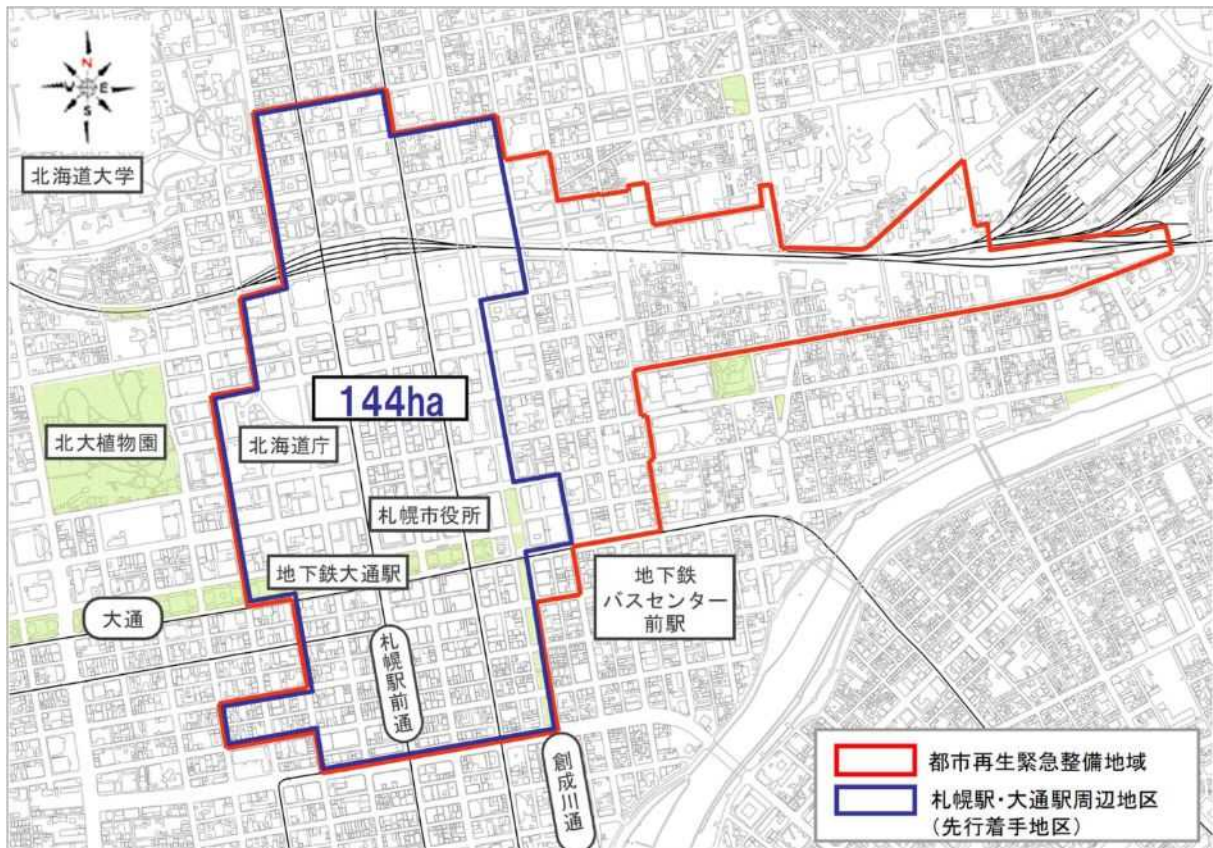 N
W
E
S
北海道大学
144ha
北大植物園
北海道庁
札幌市役所
地下鉄大通駅
大通
地下鉄
バスセンター
前駅
札幌駅前通
創成川通
都市再生緊急整備地域
札幌駅・大通駅周辺地区
(先行着手地区)